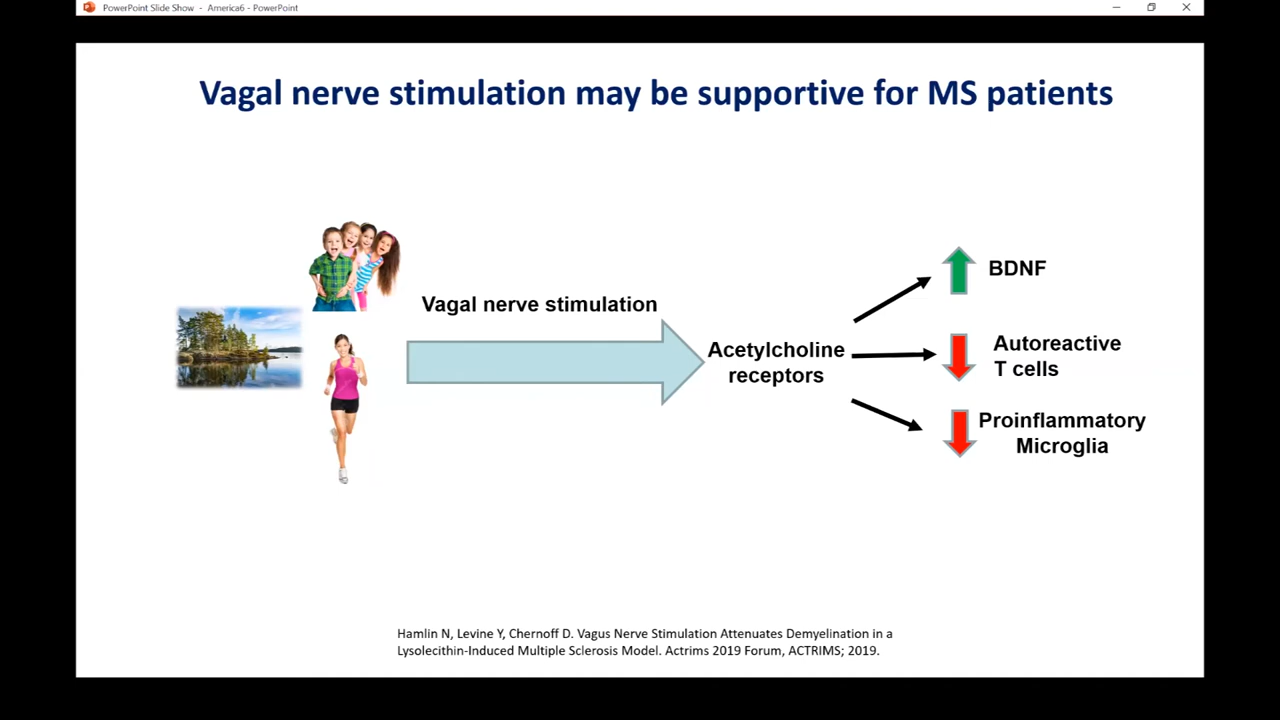 PowerPoint Slide Show - America6 - PowerPoint
Vagal nerve stimulation may be supportive for MS patients
Vagal nerve stimulation
Acetylcholine
receptors
BDNF
Autoreactive
T cells
Proinflammatory
Microglia
Hamlin N, Levine Y, Chernoff D. Vagus Nerve Stimulation Attenuates Demyelination in a
Lysolecithin-Induced Multiple Sclerosis Model. Actrims 2019 Forum, ACTRIMS; 2019.